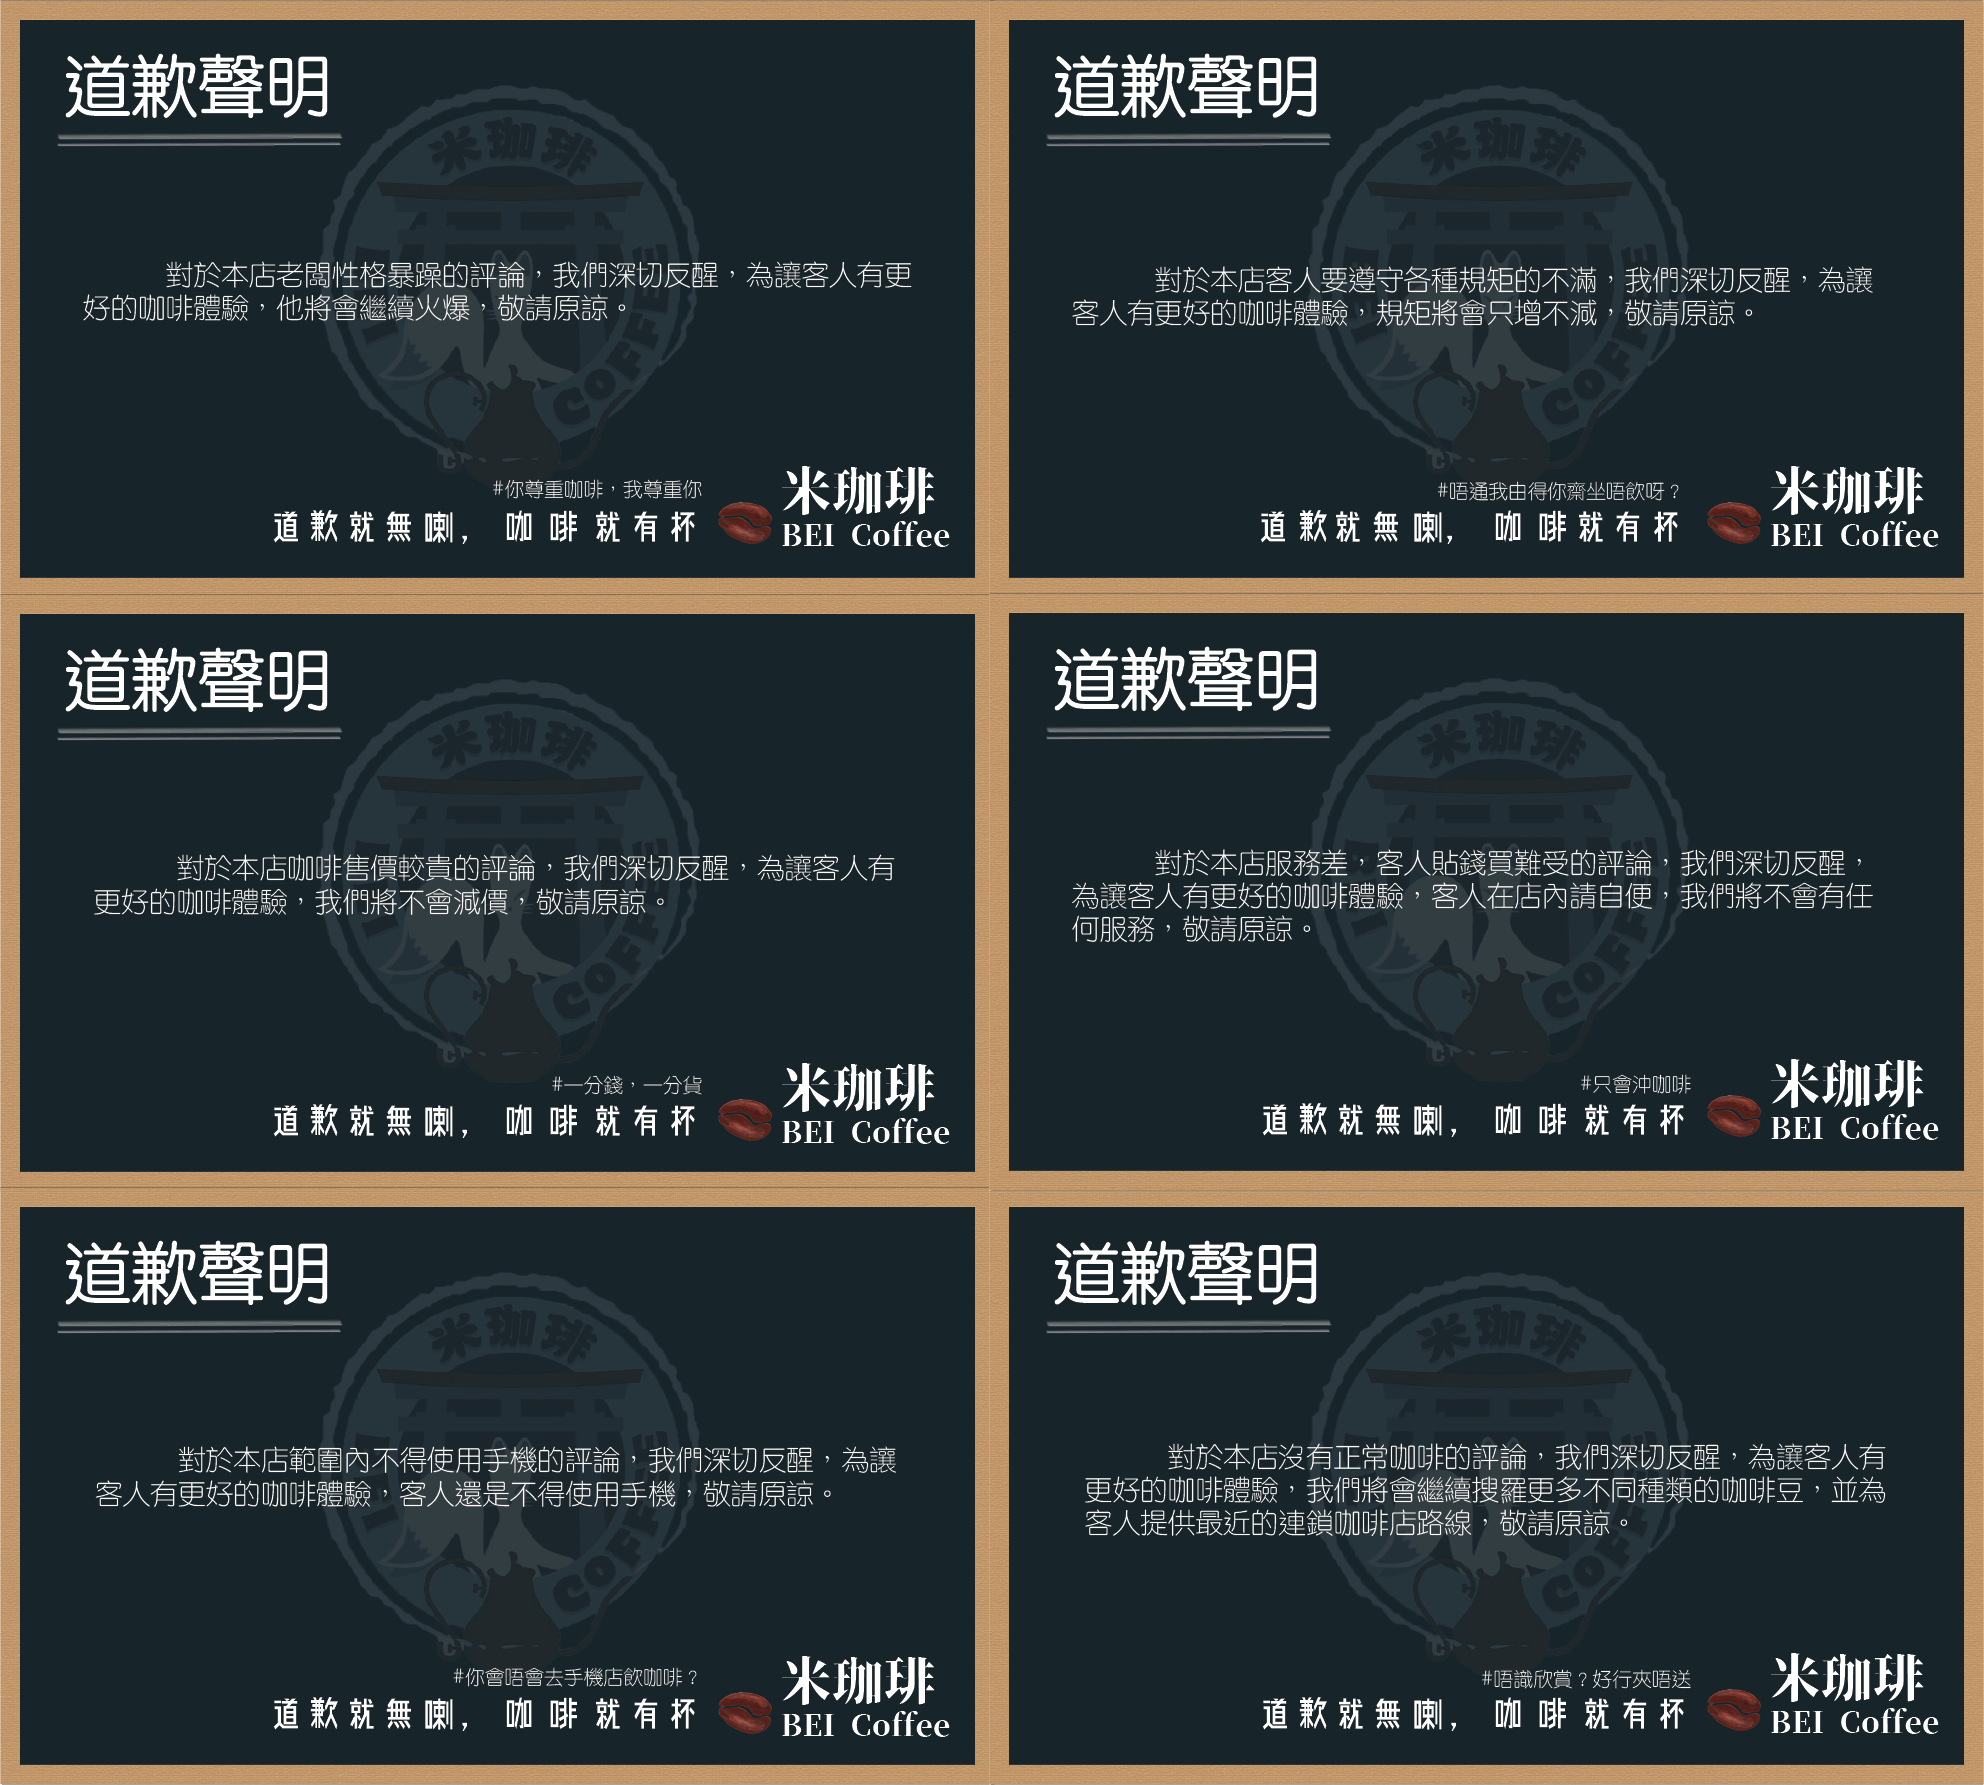 道歉聲明
米珈琲
對於本店老闆性格暴躁的評論，我們深切反醒，為讓客人有更
好的咖啡體驗，他將會繼續火爆，敬請原諒。
COFFEE
#你尊重咖啡，我尊重你
道歉就無喇，咖啡就有杯
米珈琲
BEI Coffee
道歉聲明
米珈琲
對於本店客人要遵守各種規矩的不滿，我們深切反醒，為讓
客人有更好的咖啡體驗，規矩將會只增不減，敬請原諒。
COFFEE
#唔通我由得你齋坐唔飲呀？
道歉就無喇，咖啡就有杯
米珈琲
BEI Coffee
道歉聲明
米珈琲
對於本店咖啡售價較貴的評論，我們深切反醒，為讓客人有
更好的咖啡體驗，我們將不會減價，敬請原諒。
COFFEE
#一分錢，一分貨
道歉就無喇，咖啡就有杯
米珈琲
BEI Coffee
道歉聲明
米珈琲
對於本店服務差，客人貼錢買難受的評論，我們深切反醒，
為讓客人有更好的咖啡體驗，客人在店內請自便，我們將不會有任
何服務，敬請原諒。
COFFEE
#只會沖咖啡
道歉就無喇，咖啡就有杯
米珈琲
BEI Coffee
道歉聲明
米珈琲
對於本店範圍內不得使用手機的評論，我們深切反醒，為讓
客人有更好的咖啡體驗，客人還是不得使用手機，敬請原諒。
COFFEE
#你會唔會去手機店飲咖啡？
道歉就無喇，咖啡就有杯
米珈琲
BEI Coffee
道歉聲明
米珈琲
對於本店沒有正常咖啡的評論，我們深切反醒，為讓客人有
更好的咖啡體驗，我們將會繼續搜羅更多不同種類的咖啡豆，並為
客人提供最近的連鎖咖啡店路線，敬請原諒。
COFFEE
#唔識欣賞？好行夾唔送
道歉就無喇，咖啡就有杯
米珈琲
BEI Coffee